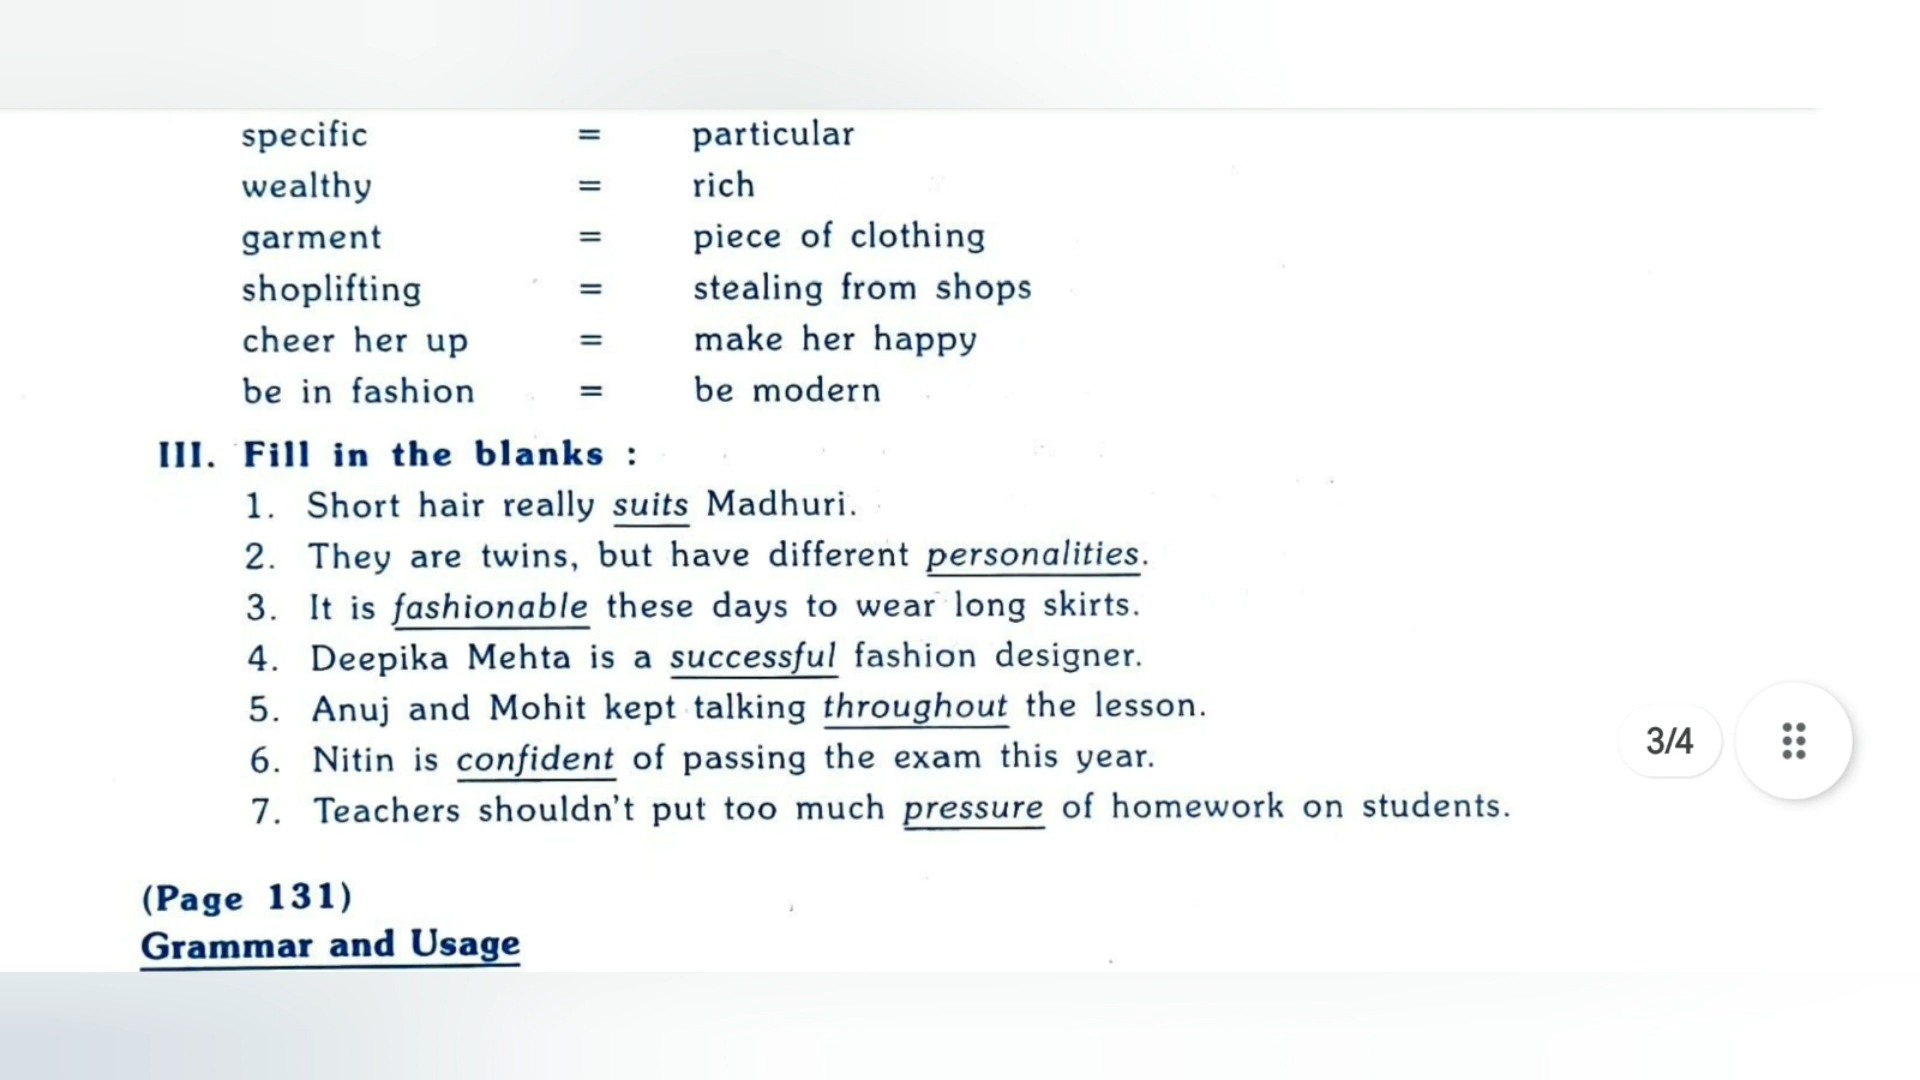 specific = particular
wealthy = rich
garment = piece of clothing
shoplifting = stealing from shops
cheer her up = make her happy
be in fashion = be modern
III. Fill in the blanks :
1. Short hair really suits Madhuri.
2. They are twins, but have different personalities.
3. It is fashionable these days to wear long skirts.
4. Deepika Mehta is a successful fashion designer.
5. Anuj and Mohit kept talking throughout the lesson.
6. Nitin is confident of passing the exam this year.
3/4
7. Teachers shouldn't put too much pressure of homework on students.
(Page 131)
Grammar and Usage